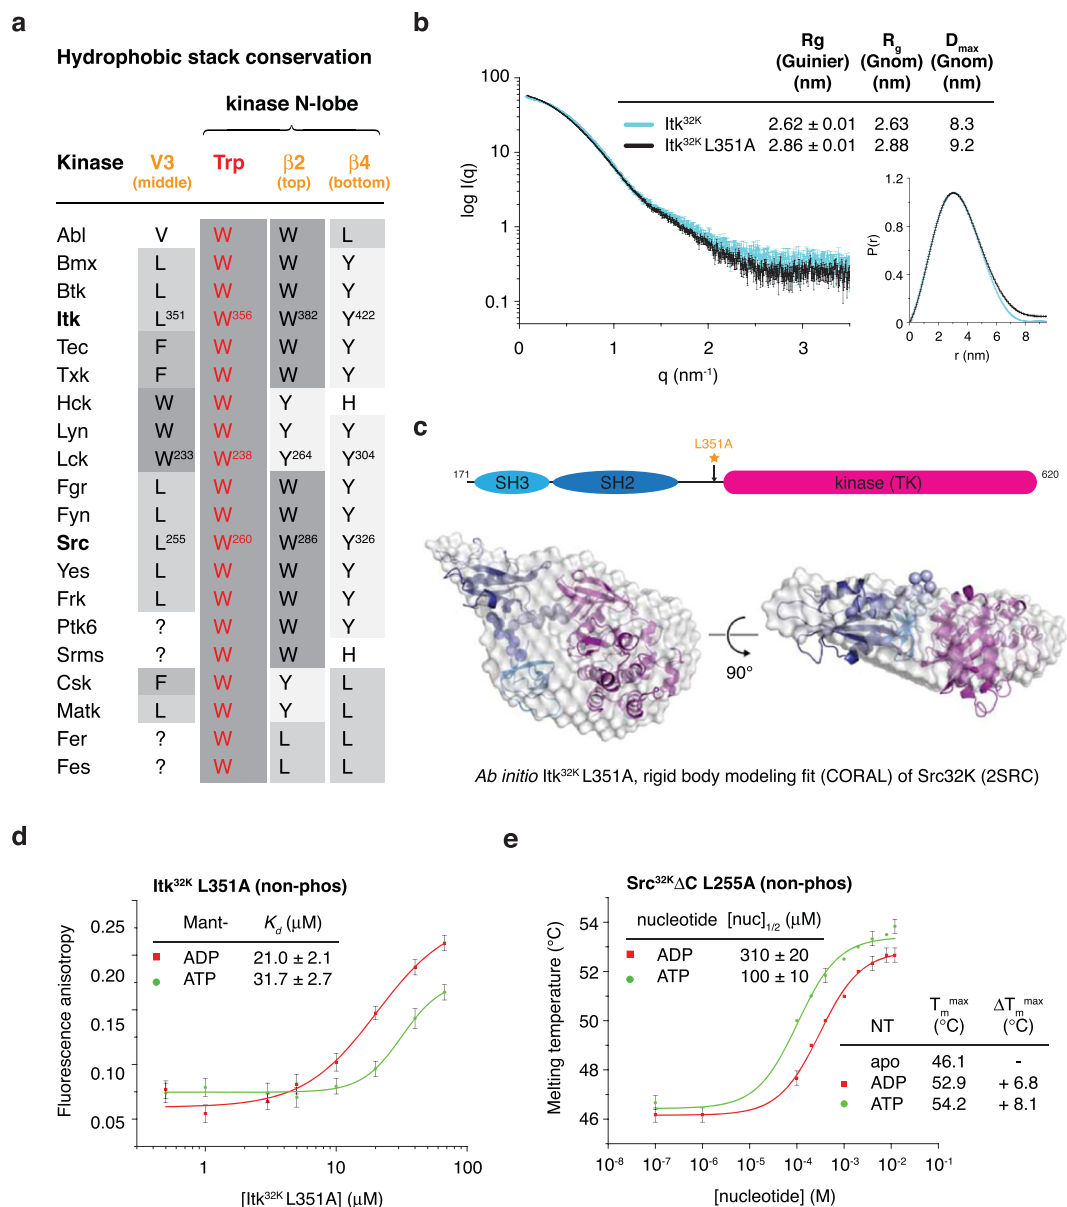 a
Hydrophobic stack conservation
kinase N-lobe
Kinase V3 Trp β2 β4
(middle) (top) (bottom)
Abl V W W L
Bmx L W W Y
Btk L W W Y
Itk L351 W356 W382 Y422
Tec F W W Y
Txk F W W Y
Hck W W Y H
Lyn W W Y Y
Lck W233 W238 Y264 Y304
Fgr L W W Y
Fyn L W W Y
Src L255 W260 W286 Y326
Yes L W W Y
Frk L W W Y
Ptk6 ? W W Y
Srms ? W W H
Csk F W Y L
Matk L W Y L
Fer ? W L L
Fes ? W L L
b
Rg Rg Dmax
(Guinier) (Gnom) (Gnom)
(nm) (nm) (nm)
Itk32K 2.62 ± 0.01 2.63 8.3
Itk32K L351A 2.86 ± 0.01 2.88 9.2
log I(q)
100
10
1
0.1
0 1 2 3
q (nm-1)
P(r)
1.2
0.8
0.4
0
0 2 4 6 8
r (nm)
c
L351A
171 SH3 SH2 kinase (TK) 620
90°
Ab initio Itk32K L351A, rigid body modeling fit (CORAL) of Src32K (2SRC)
d
Itk32K L351A (non-phos)
Mant- Kd (μM)
ADP 21.0 ± 2.1
ATP 31.7 ± 2.7
Fluorescence anisotropy
0.25
0.20
0.15
0.10
0.05
1 10 100
[Itk32K L351A] (μM)
e
Src32KΔC L255A (non-phos)
nucleotide [nuc]1/2 (μM)
ADP 310 ± 20
ATP 100 ± 10
Melting temperature (°C)
54
52
50
48
46
NT Tmmax (°C) ΔTmmax (°C)
apo 46.1 -
ADP 52.9 + 6.8
ATP 54.2 + 8.1
10-8 10-7 10-6 10-5 10-4 10-3 10-2 10-1
[nucleotide] (M)